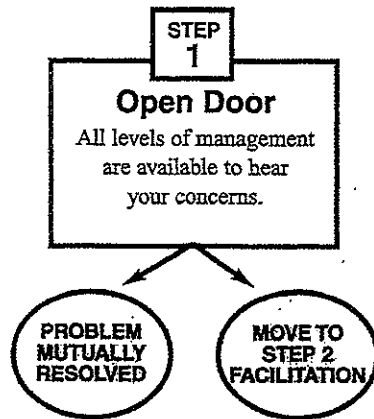 STEP
1
Open Door
All levels of management
are available to hear
your concerns.
PROBLEM
MUTUALLY
RESOLVED
MOVE TO
STEP 2
FACILITATION